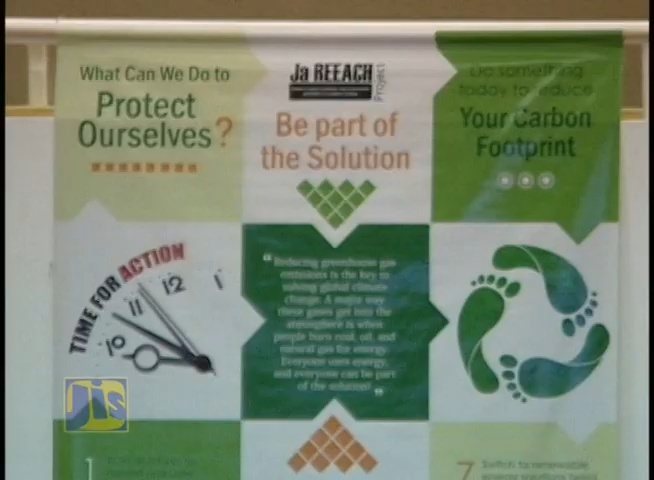 What Can We Do to
Protect
Ourselves?
Ja REEACH
Project
Be part of
the Solution
Do something
today to reduce
Your Carbon
Footprint
TIME FOR ACTION
10
11
12
1
“Reducing greenhouse gas
emissions is the key to
solving global climate
change. A major way
these gases get into the
atmosphere is when
people burn coal, oil, and
natural gas for energy.
Everyone uses energy,
and everyone can be part
of the solution!”
jis
1
7 Switch to renewable